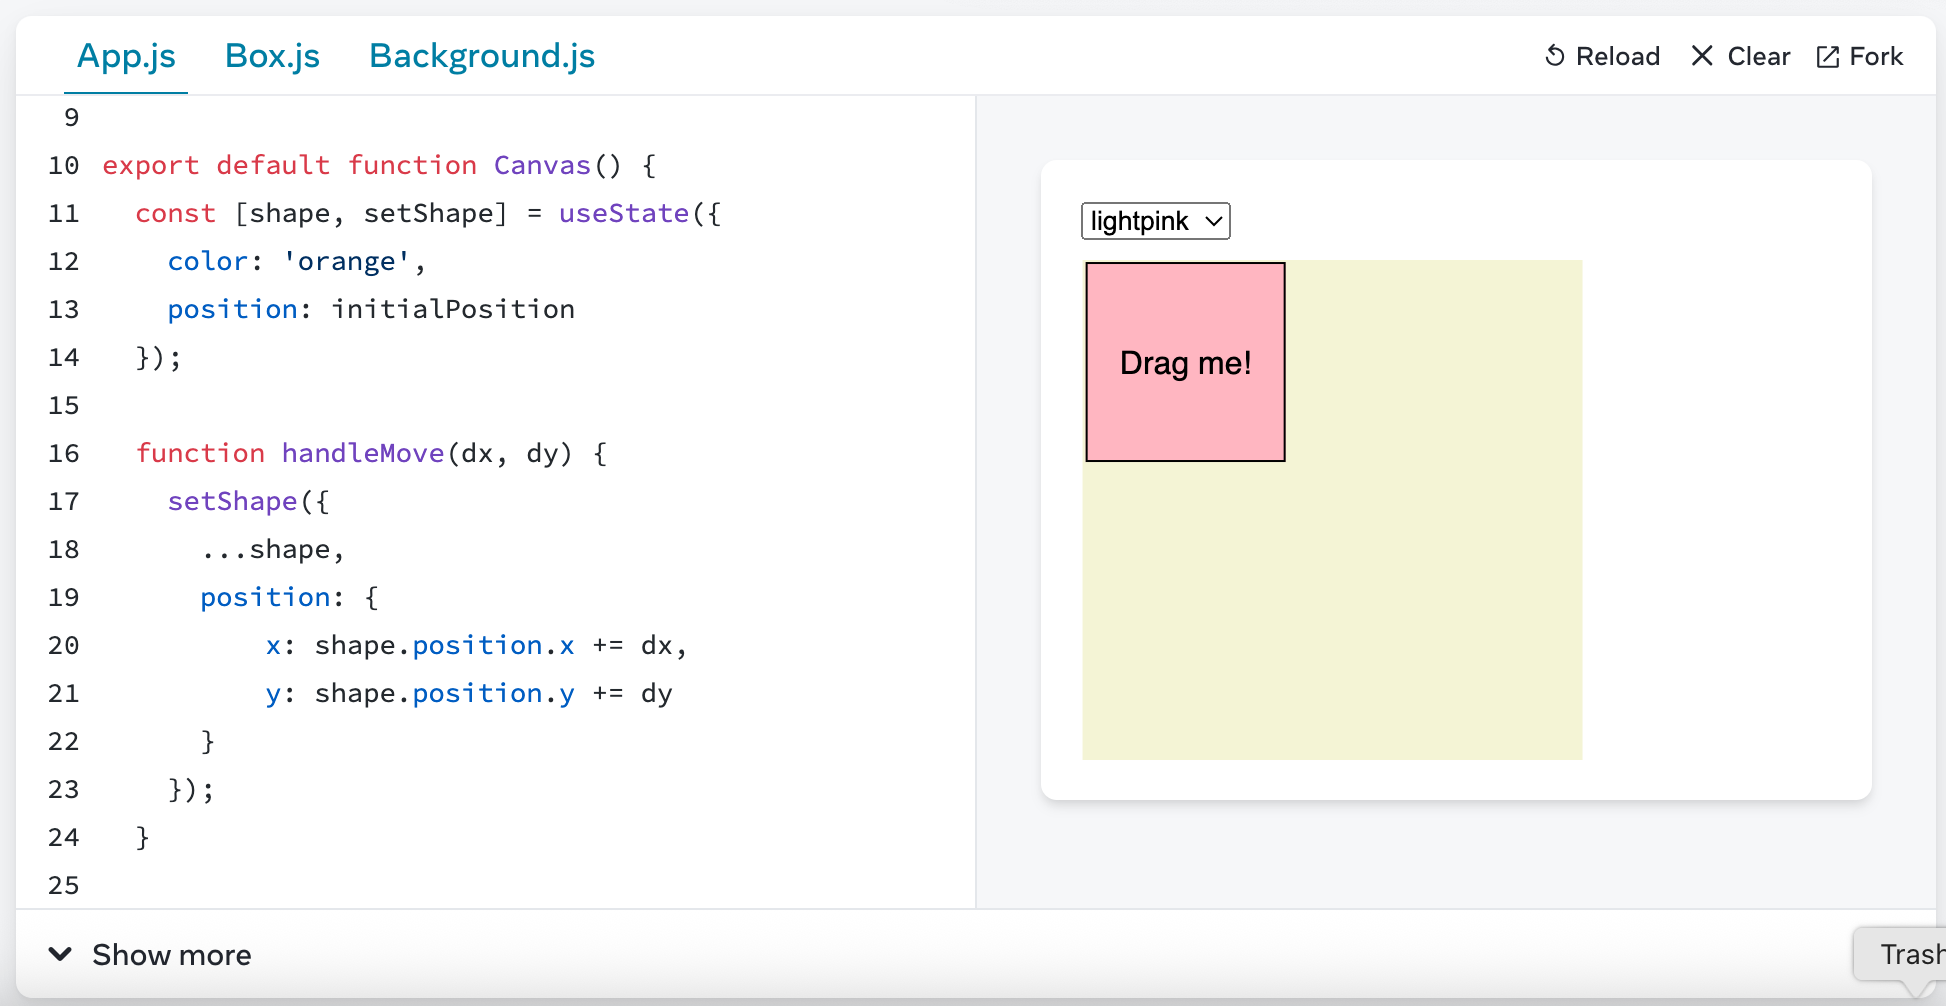 App.js Box.js Background.js Reload Clear Fork
9
10 export default function Canvas() {
11   const [shape, setShape] = useState({
12     color: 'orange',
13     position: initialPosition
14   });
15
16   function handleMove(dx, dy) {
17     setShape({
18       ...shape,
19       position: {
20           x: shape.position.x += dx,
21           y: shape.position.y += dy
22       }
23     });
24   }
25
lightpink
Drag me!
Show more
Trash